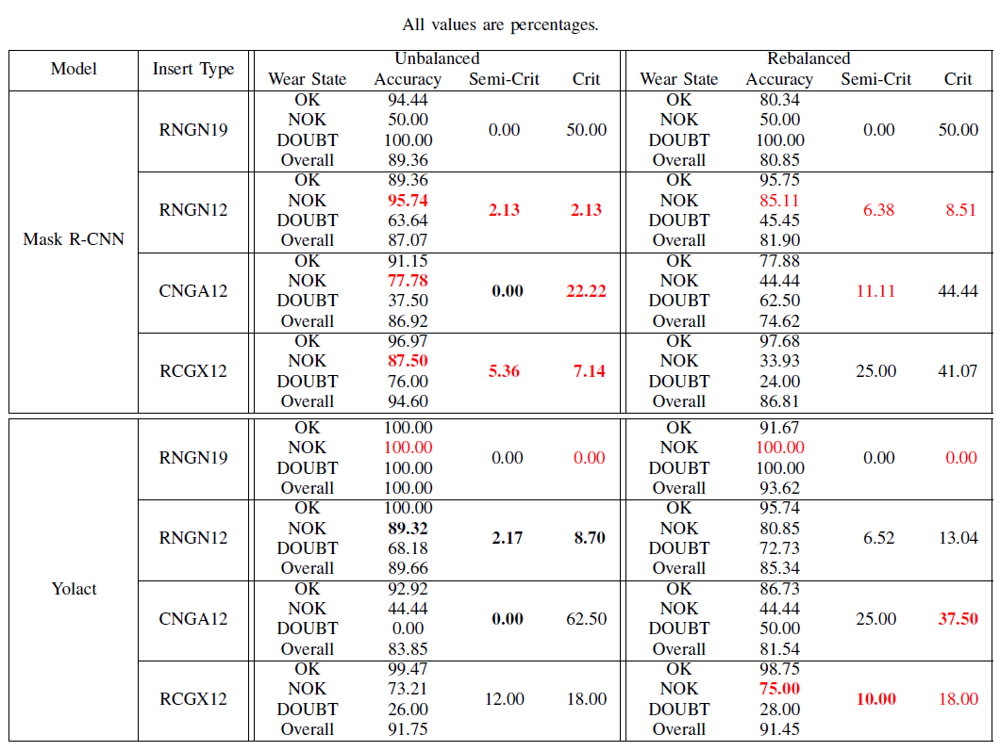 All values are percentages.
Model Insert Type Unbalanced Rebalanced
Wear State Accuracy Semi-Crit Crit Wear State Accuracy Semi-Crit Crit
Mask R-CNN
RNGN19
OK 94.44 OK 80.34
NOK 50.00 0.00 50.00 NOK 50.00 0.00 50.00
DOUBT 100.00 DOUBT 100.00
Overall 89.36 Overall 80.85
RNGN12
OK 89.36 OK 95.75
NOK 95.74 2.13 2.13 NOK 85.11 6.38 8.51
DOUBT 63.64 DOUBT 45.45
Overall 87.07 Overall 81.90
CNGA12
OK 91.15 OK 77.88
NOK 77.78 0.00 22.22 NOK 44.44 11.11 44.44
DOUBT 37.50 DOUBT 62.50
Overall 86.92 Overall 74.62
RCGX12
OK 96.97 OK 97.68
NOK 87.50 5.36 7.14 NOK 33.93 25.00 41.07
DOUBT 76.00 DOUBT 24.00
Overall 94.60 Overall 86.81
Yolact
RNGN19
OK 100.00 OK 91.67
NOK 100.00 0.00 0.00 NOK 100.00 0.00 0.00
DOUBT 100.00 DOUBT 100.00
Overall 100.00 Overall 93.62
RNGN12
OK 100.00 OK 95.74
NOK 89.32 2.17 8.70 NOK 80.85 6.52 13.04
DOUBT 68.18 DOUBT 72.73
Overall 89.66 Overall 85.34
CNGA12
OK 92.92 OK 86.73
NOK 44.44 0.00 62.50 NOK 44.44 25.00 37.50
DOUBT 0.00 DOUBT 50.00
Overall 83.85 Overall 81.54
RCGX12
OK 99.47 OK 98.75
NOK 73.21 12.00 18.00 NOK 75.00 10.00 18.00
DOUBT 26.00 DOUBT 28.00
Overall 91.75 Overall 91.45